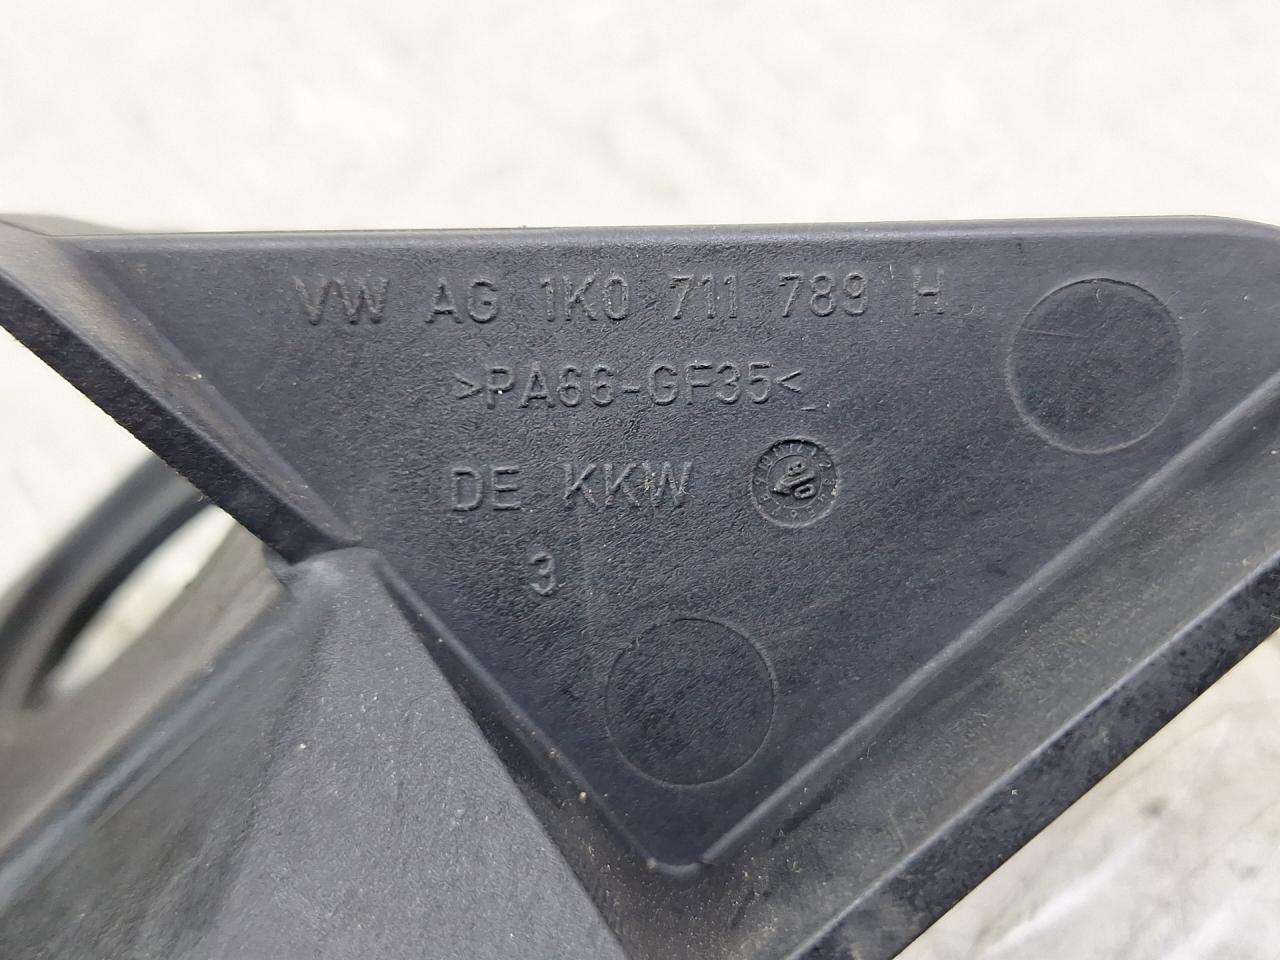 VW AG 1K0 711 789 H
>PA66-GF35<
DE KKW
3